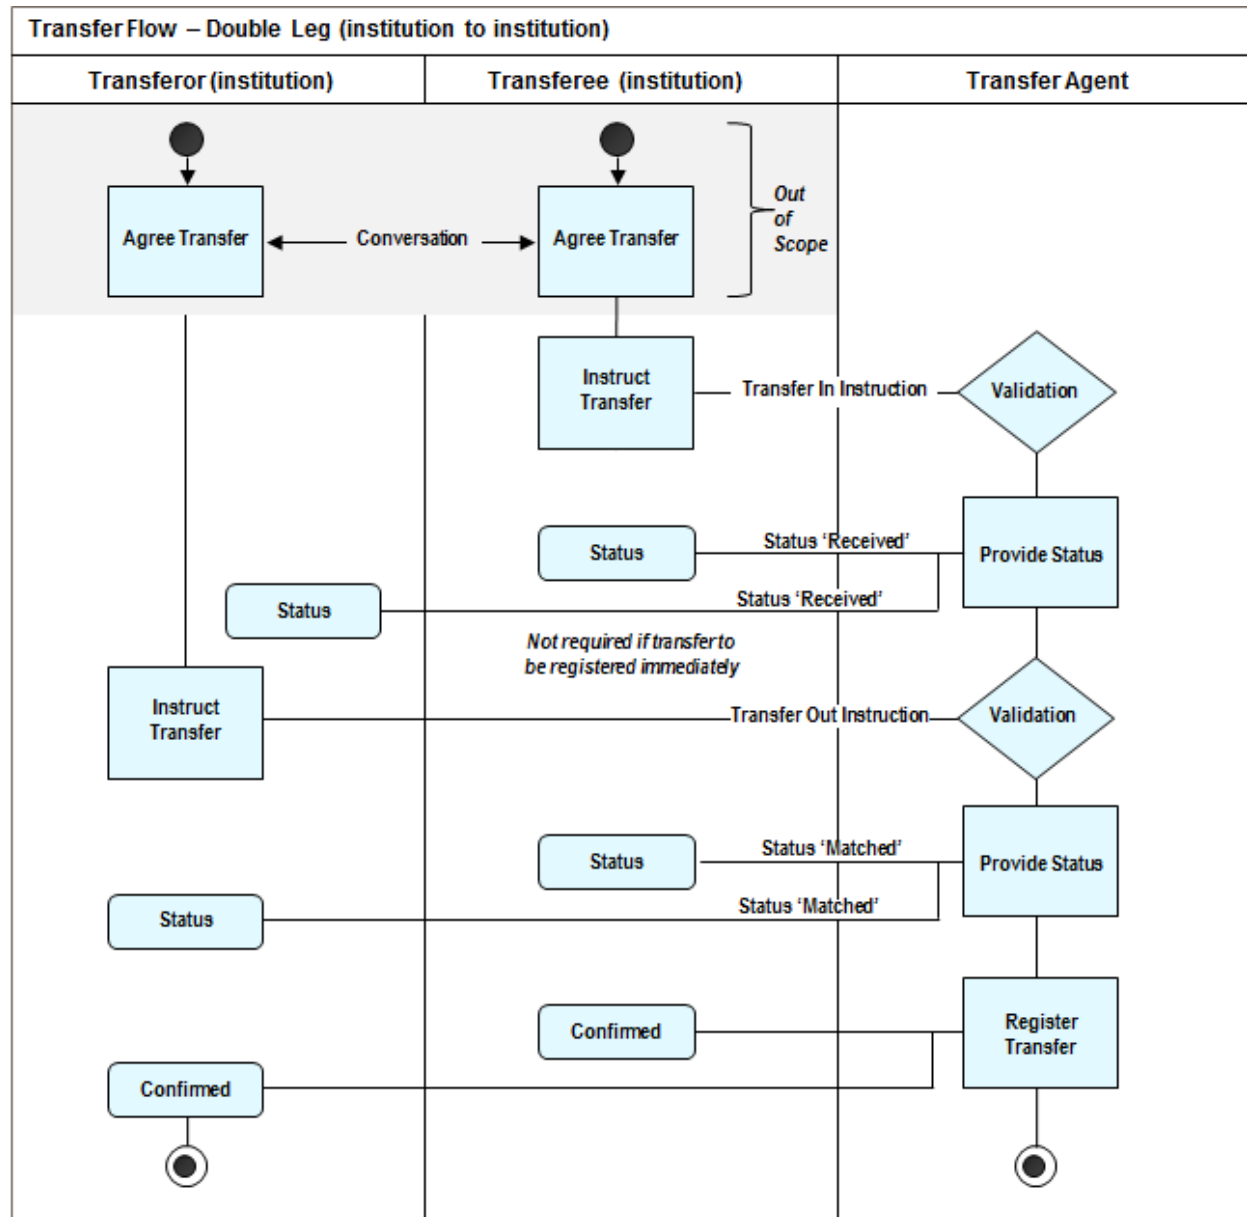 Transfer Flow – Double Leg (institution to institution)
Transferor (institution)
Transferee (institution)
Transfer Agent
Out
of
Scope
Agree Transfer
Conversation
Agree Transfer
Instruct
Transfer
Transfer In Instruction
Validation
Status
Status ‘Received’
Provide Status
Status
Status ‘Received’
Not required if transfer to
be registered immediately
Instruct
Transfer
Transfer Out Instruction
Validation
Status
Status ‘Matched’
Provide Status
Status
Status ‘Matched’
Confirmed
Register
Transfer
Confirmed